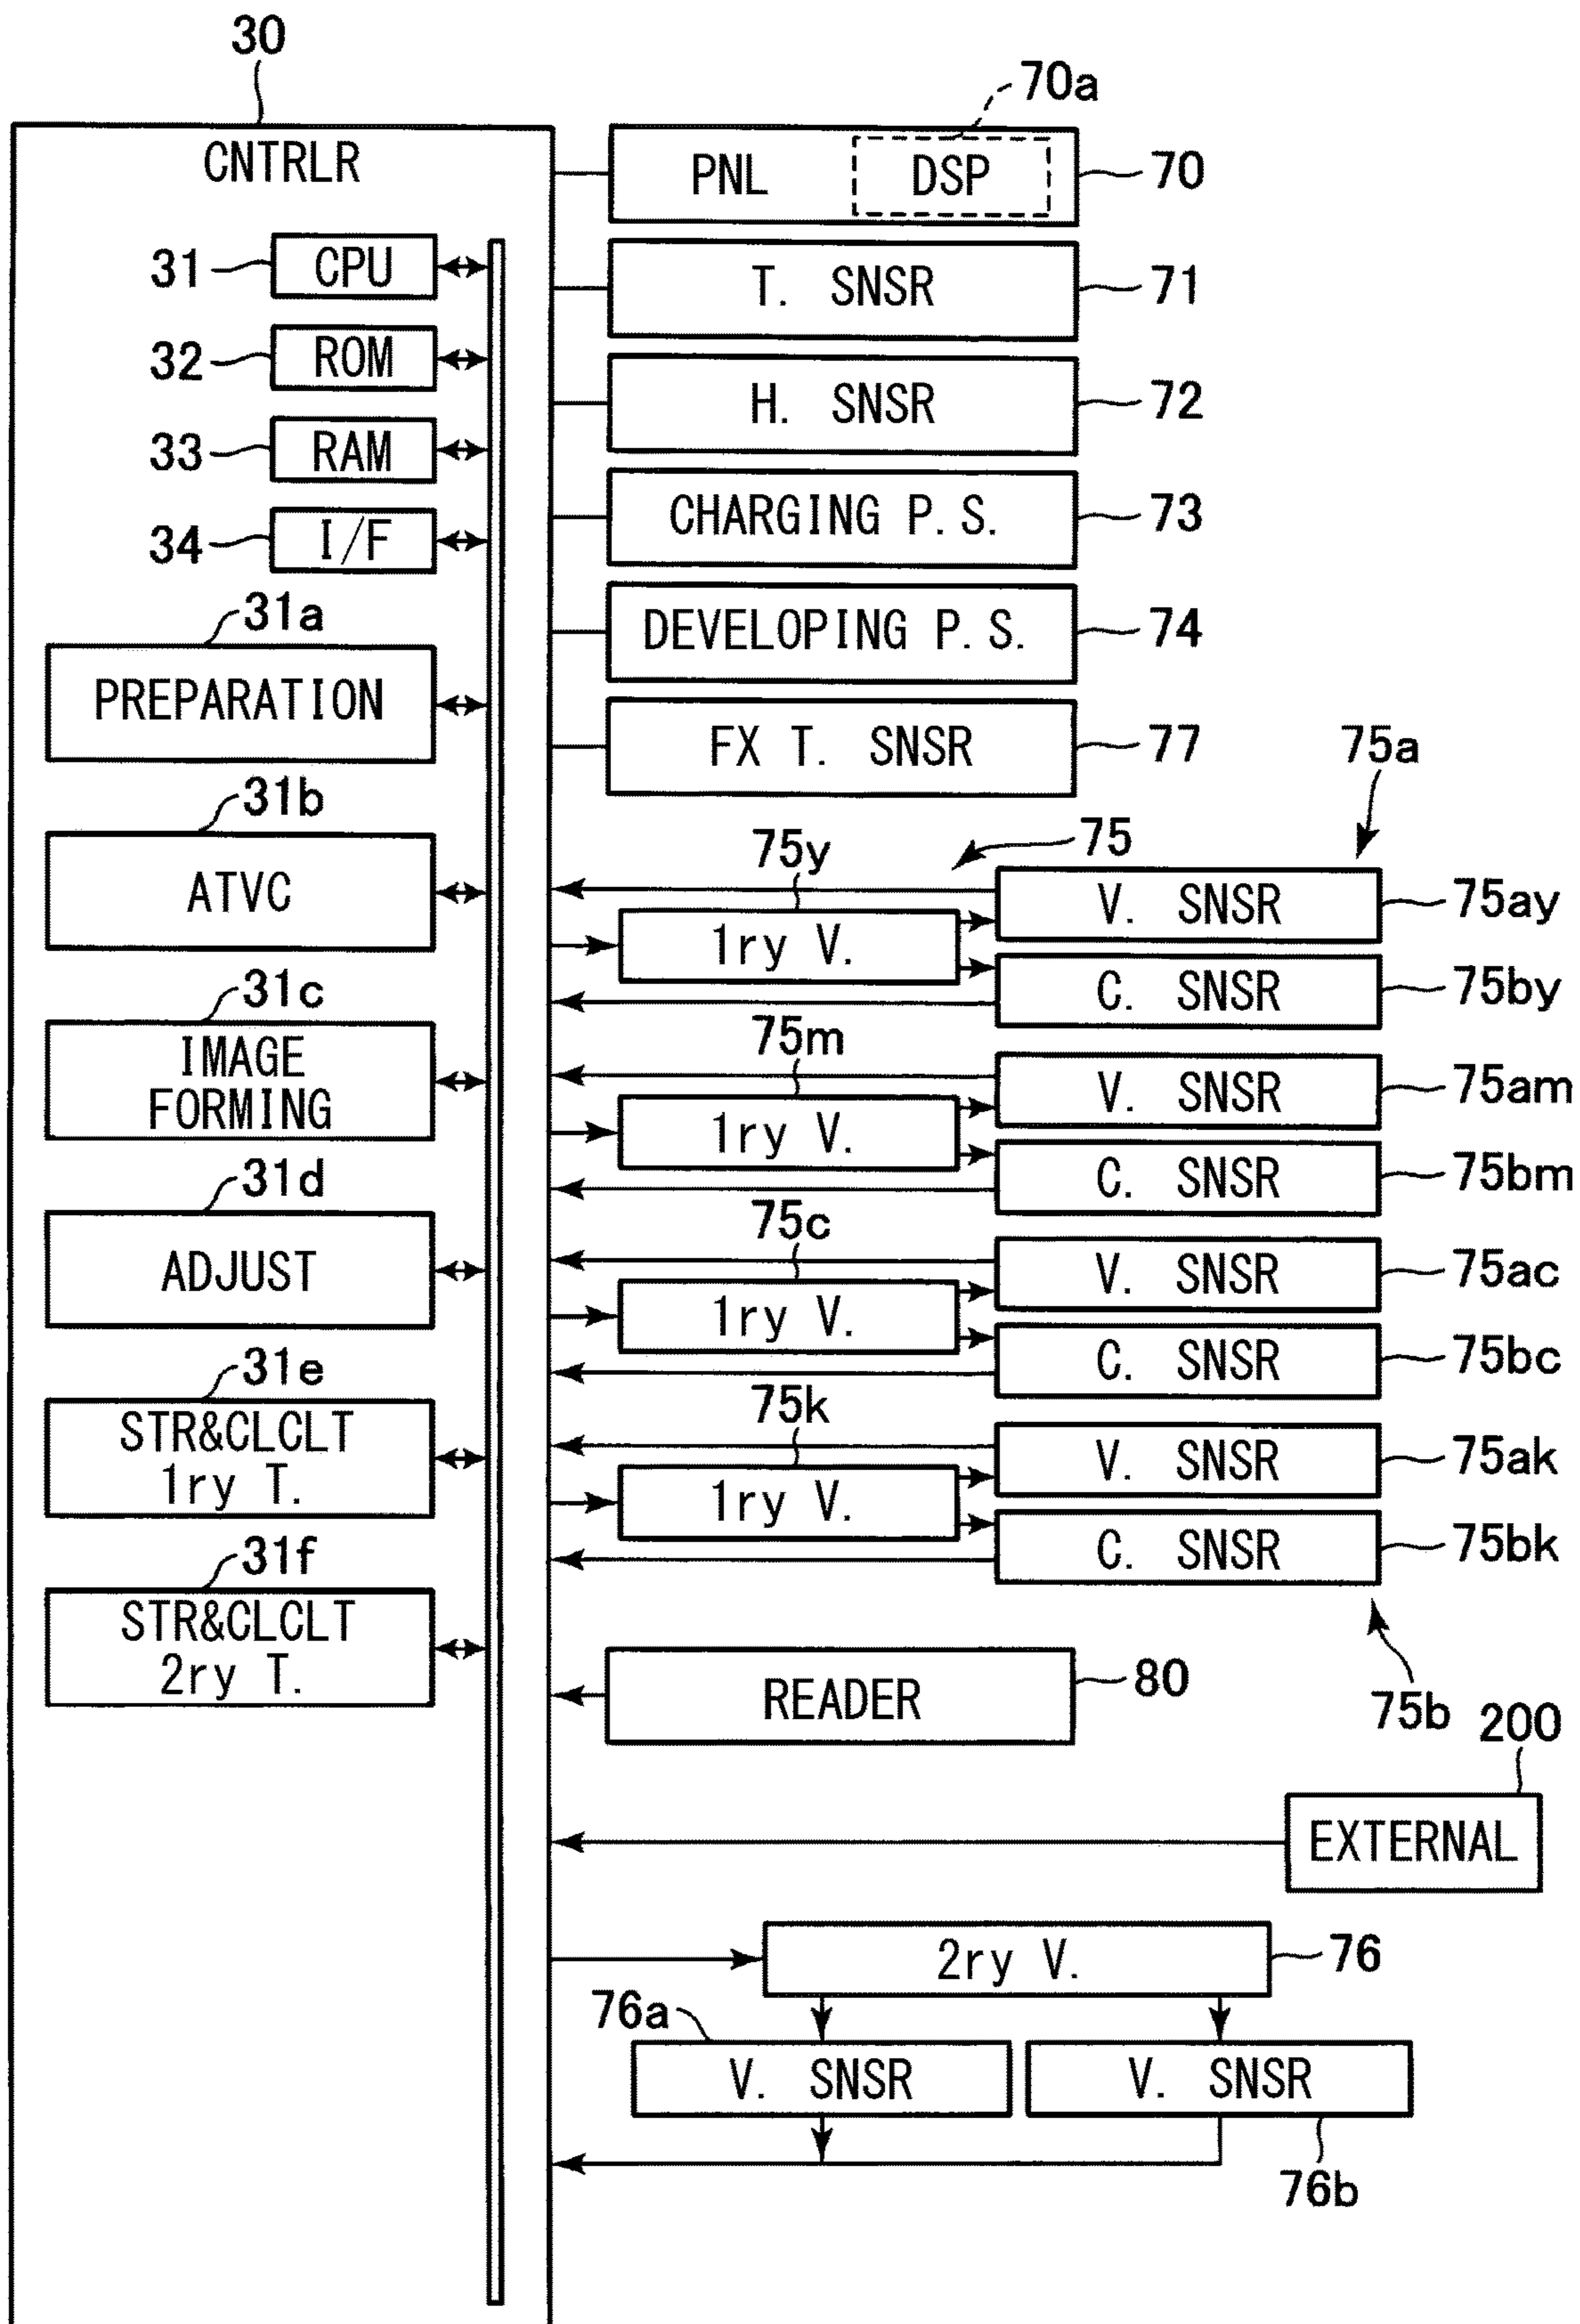 30
CNTRLR
70a
PNL DSP 70
31 CPU
T. SNSR 71
32 ROM
H. SNSR 72
33 RAM
34 I/F
CHARGING P.S. 73
31a
DEVELOPING P.S. 74
PREPARATION
FX T. SNSR 77
75a
31b
ATVC
75y 75
V. SNSR 75ay
1ry V.
C. SNSR 75by
31c
IMAGE
FORMING
75m
V. SNSR 75am
1ry V.
C. SNSR 75bm
31d
ADJUST
75c
V. SNSR 75ac
1ry V.
C. SNSR 75bc
31e
STR&CLCLT
1ry T.
75k
V. SNSR 75ak
1ry V.
C. SNSR 75bk
31f
STR&CLCLT
2ry T.
READER 80
75b
200
EXTERNAL
2ry V. 76
76a
V. SNSR V. SNSR
76b